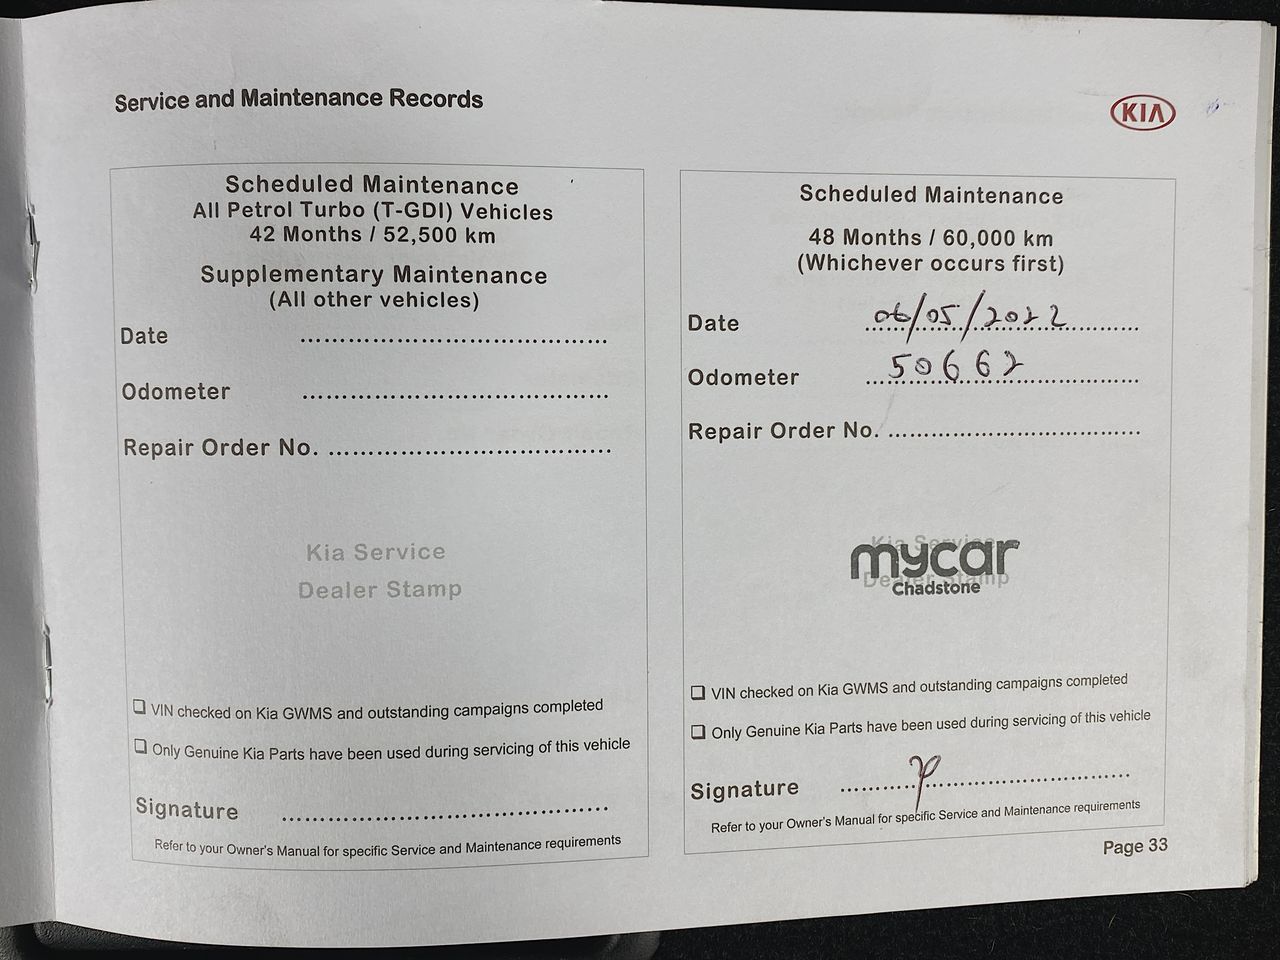 Service and Maintenance Records
KIA
Scheduled Maintenance
All Petrol Turbo (T-GDI) Vehicles
42 Months / 52,500 km
Supplementary Maintenance
(All other vehicles)
Date
Odometer
Repair Order No.
Kia Service
Dealer Stamp
VIN checked on Kia GWMS and outstanding campaigns completed
Only Genuine Kia Parts have been used during servicing of this vehicle
Signature
Refer to your Owner's Manual for specific Service and Maintenance requirements
Scheduled Maintenance
48 Months / 60,000 km
(Whichever occurs first)
Date 06/05/2022
Odometer 50662
Repair Order No.
Kia Service
mycar
Dealer Stamp
Chadstone
VIN checked on Kia GWMS and outstanding campaigns completed
Only Genuine Kia Parts have been used during servicing of this vehicle
Signature
Refer to your Owner's Manual for specific Service and Maintenance requirements
Page 33